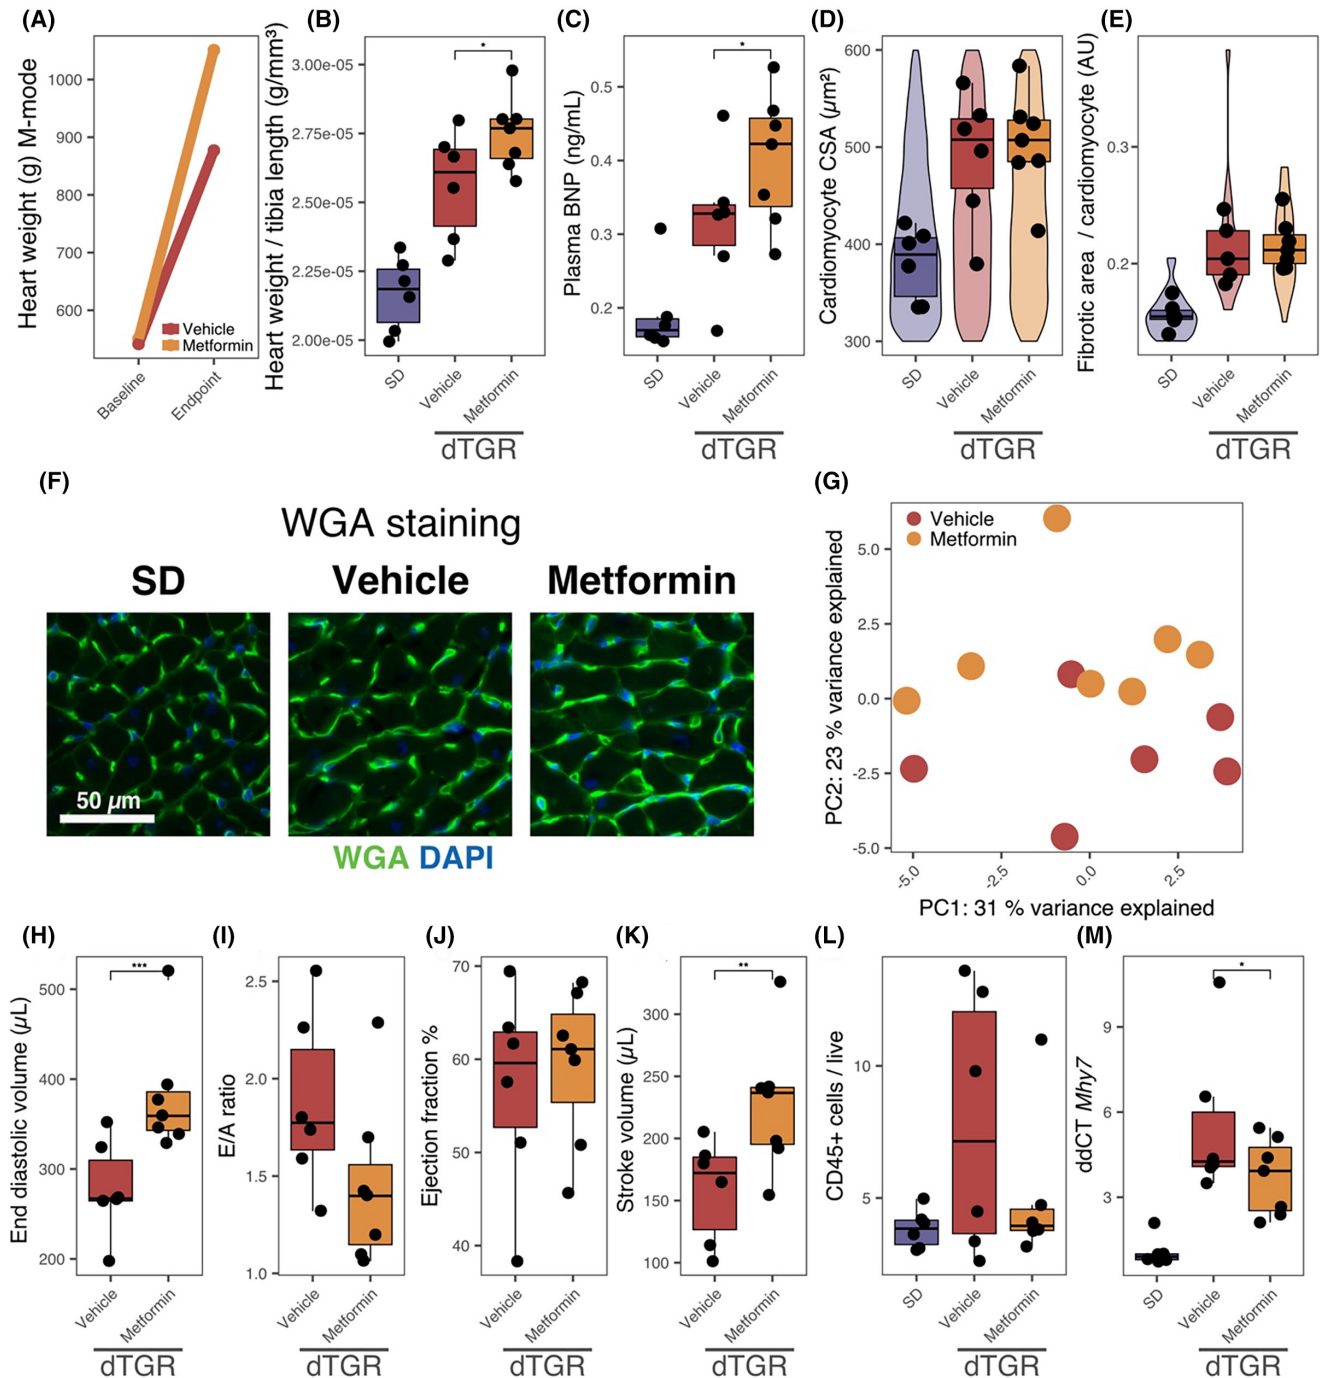 (A)
Heart weight (g) M-mode
1000
900
800
700
600
Vehicle
Metformin
Baseline
Endpoint
(B)
Heart weight / tibia length (g/mm³)
3.00e-05
2.75e-05
2.50e-05
2.25e-05
2.00e-05
*
SD
Vehicle
Metformin
dTGR
(C)
Plasma BNP (ng/mL)
0.5
0.4
0.3
0.2
*
SD
Vehicle
Metformin
dTGR
(D)
Cardiomyocyte CSA (µm²)
600
500
400
300
SD
Vehicle
Metformin
dTGR
(E)
Fibrotic area / cardiomyocyte (AU)
0.3
0.2
SD
Vehicle
Metformin
dTGR
(F)
WGA staining
SD Vehicle Metformin
50 µm
WGA DAPI
(G)
PC2: 23 % variance explained
5.0
2.5
0.0
-2.5
-5.0
Vehicle
Metformin
-5.0
-2.5
0.0
2.5
PC1: 31 % variance explained
(H)
End diastolic volume (µL)
500
400
300
200
***
Vehicle
Metformin
dTGR
(I)
E/A ratio
2.5
2.0
1.5
1.0
Vehicle
Metformin
dTGR
(J)
Ejection fraction %
70
60
50
40
Vehicle
Metformin
dTGR
(K)
Stroke volume (µL)
300
250
200
150
100
**
Vehicle
Metformin
dTGR
(L)
CD45+ cells / live
10
5
SD
Vehicle
Metformin
dTGR
(M)
ddCT Mhy7
9
6
3
*
SD
Vehicle
Metformin
dTGR